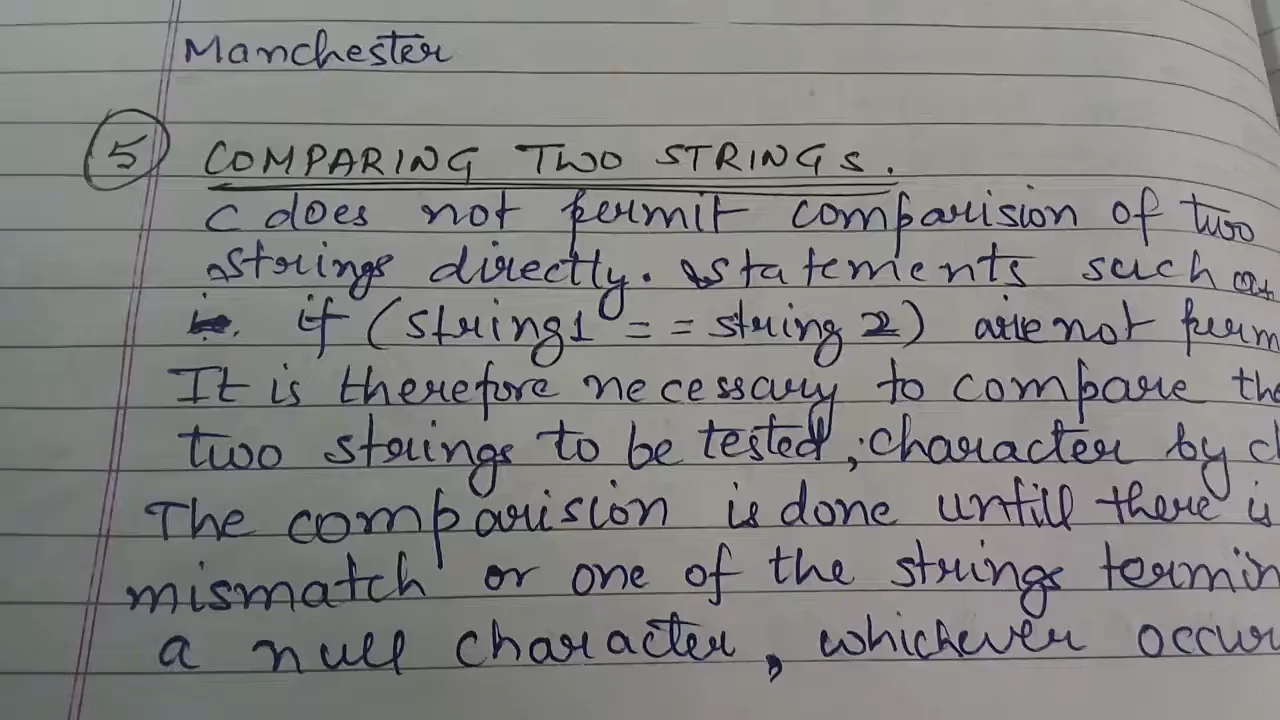 Manchester
5 COMPARING TWO STRINGS.
C does not permit comparision of two
strings directly. statements such as
if (string1 == string 2) are not perm
It is therefore necessary to compare the
two strings to be tested, character by ch
The comparision is done untill there is
mismatch or one of the strings termin
a null character, whichever occur